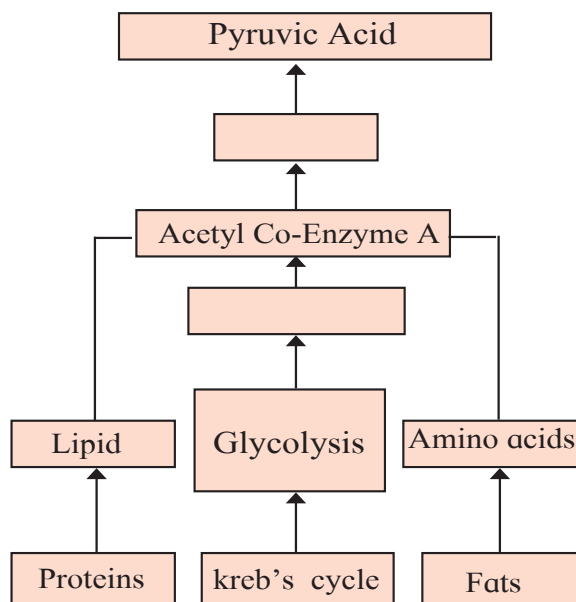 Pyruvic Acid
Acetyl Co-Enzyme A
Lipid
Glycolysis
Amino acids
Proteins
kreb's cycle
Fats